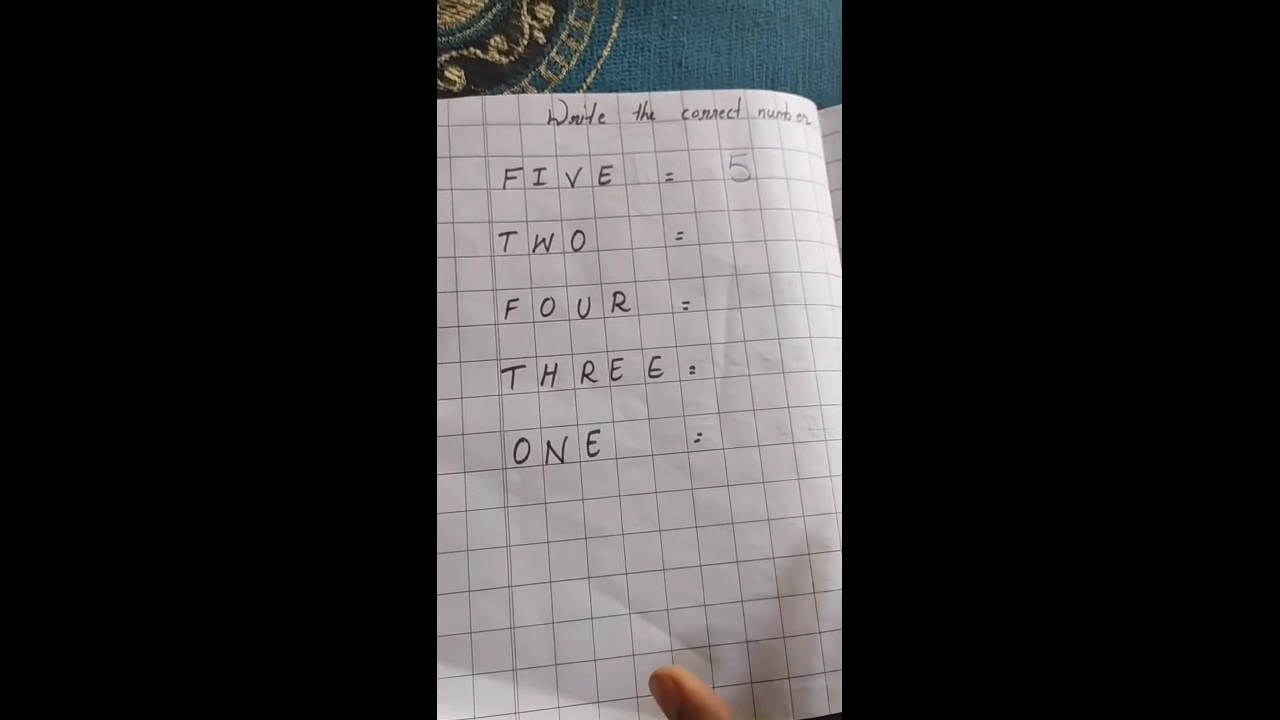 Write the correct number
FIVE = 5
TWO =
FOUR =
THREE =
ONE =